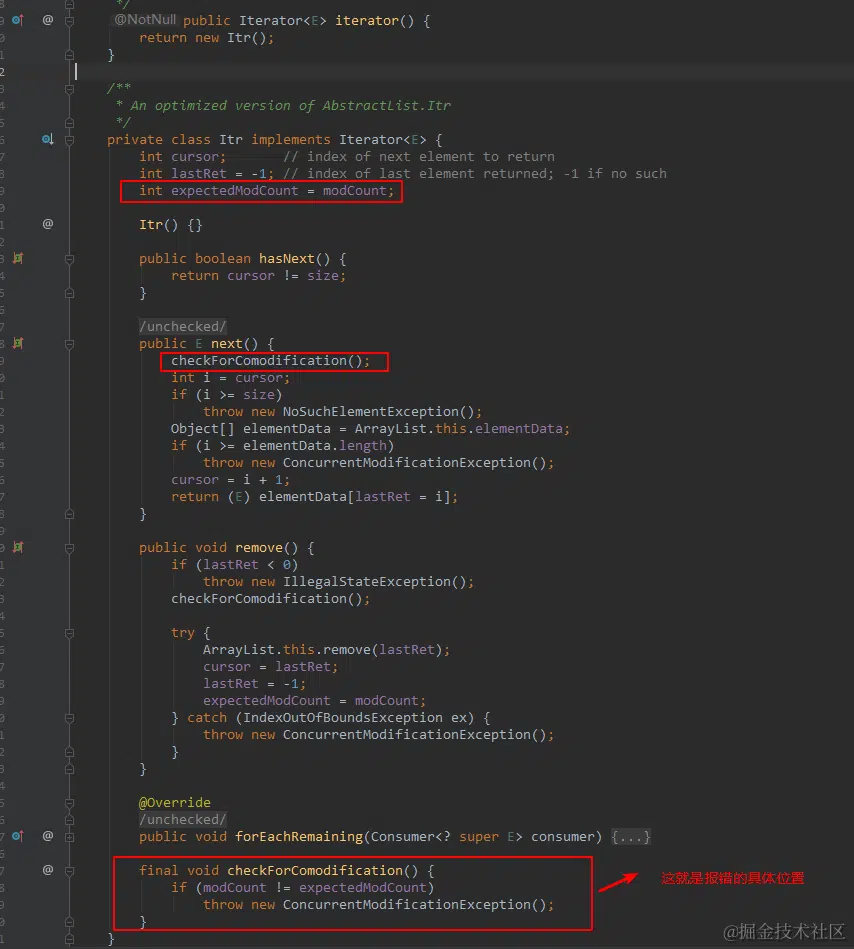 */
@NotNull public Iterator<E> iterator() {
return new Itr();
}
/**
* An optimized version of AbstractList.Itr
*/
private class Itr implements Iterator<E> {
int cursor;       // index of next element to return
int lastRet = -1; // index of last element returned; -1 if no such
int expectedModCount = modCount;
Itr() {}
public boolean hasNext() {
return cursor != size;
}
/unchecked/
public E next() {
checkForComodification();
int i = cursor;
if (i >= size)
throw new NoSuchElementException();
Object[] elementData = ArrayList.this.elementData;
if (i >= elementData.length)
throw new ConcurrentModificationException();
cursor = i + 1;
return (E) elementData[lastRet = i];
}
public void remove() {
if (lastRet < 0)
throw new IllegalStateException();
checkForComodification();
try {
ArrayList.this.remove(lastRet);
cursor = lastRet;
lastRet = -1;
expectedModCount = modCount;
} catch (IndexOutOfBoundsException ex) {
throw new ConcurrentModificationException();
}
}
@Override
/unchecked/
public void forEachRemaining(Consumer<? super E> consumer) {...}
final void checkForComodification() {
if (modCount != expectedModCount)
throw new ConcurrentModificationException();
}
}
这就是报错的具体位置
@掘金技术社区